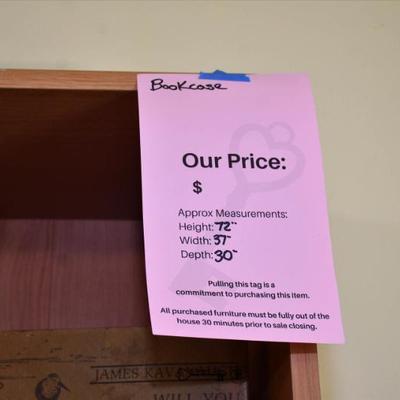 Bookcase
Our Price:
$
Approx Measurements:
Height: 72"
Width: 37"
Depth: 30"
Pulling this tag is a
commitment to purchasing this item.
All purchased furniture must be fully out of the
house 30 minutes prior to sale closing.
JAMES
WILL YOU